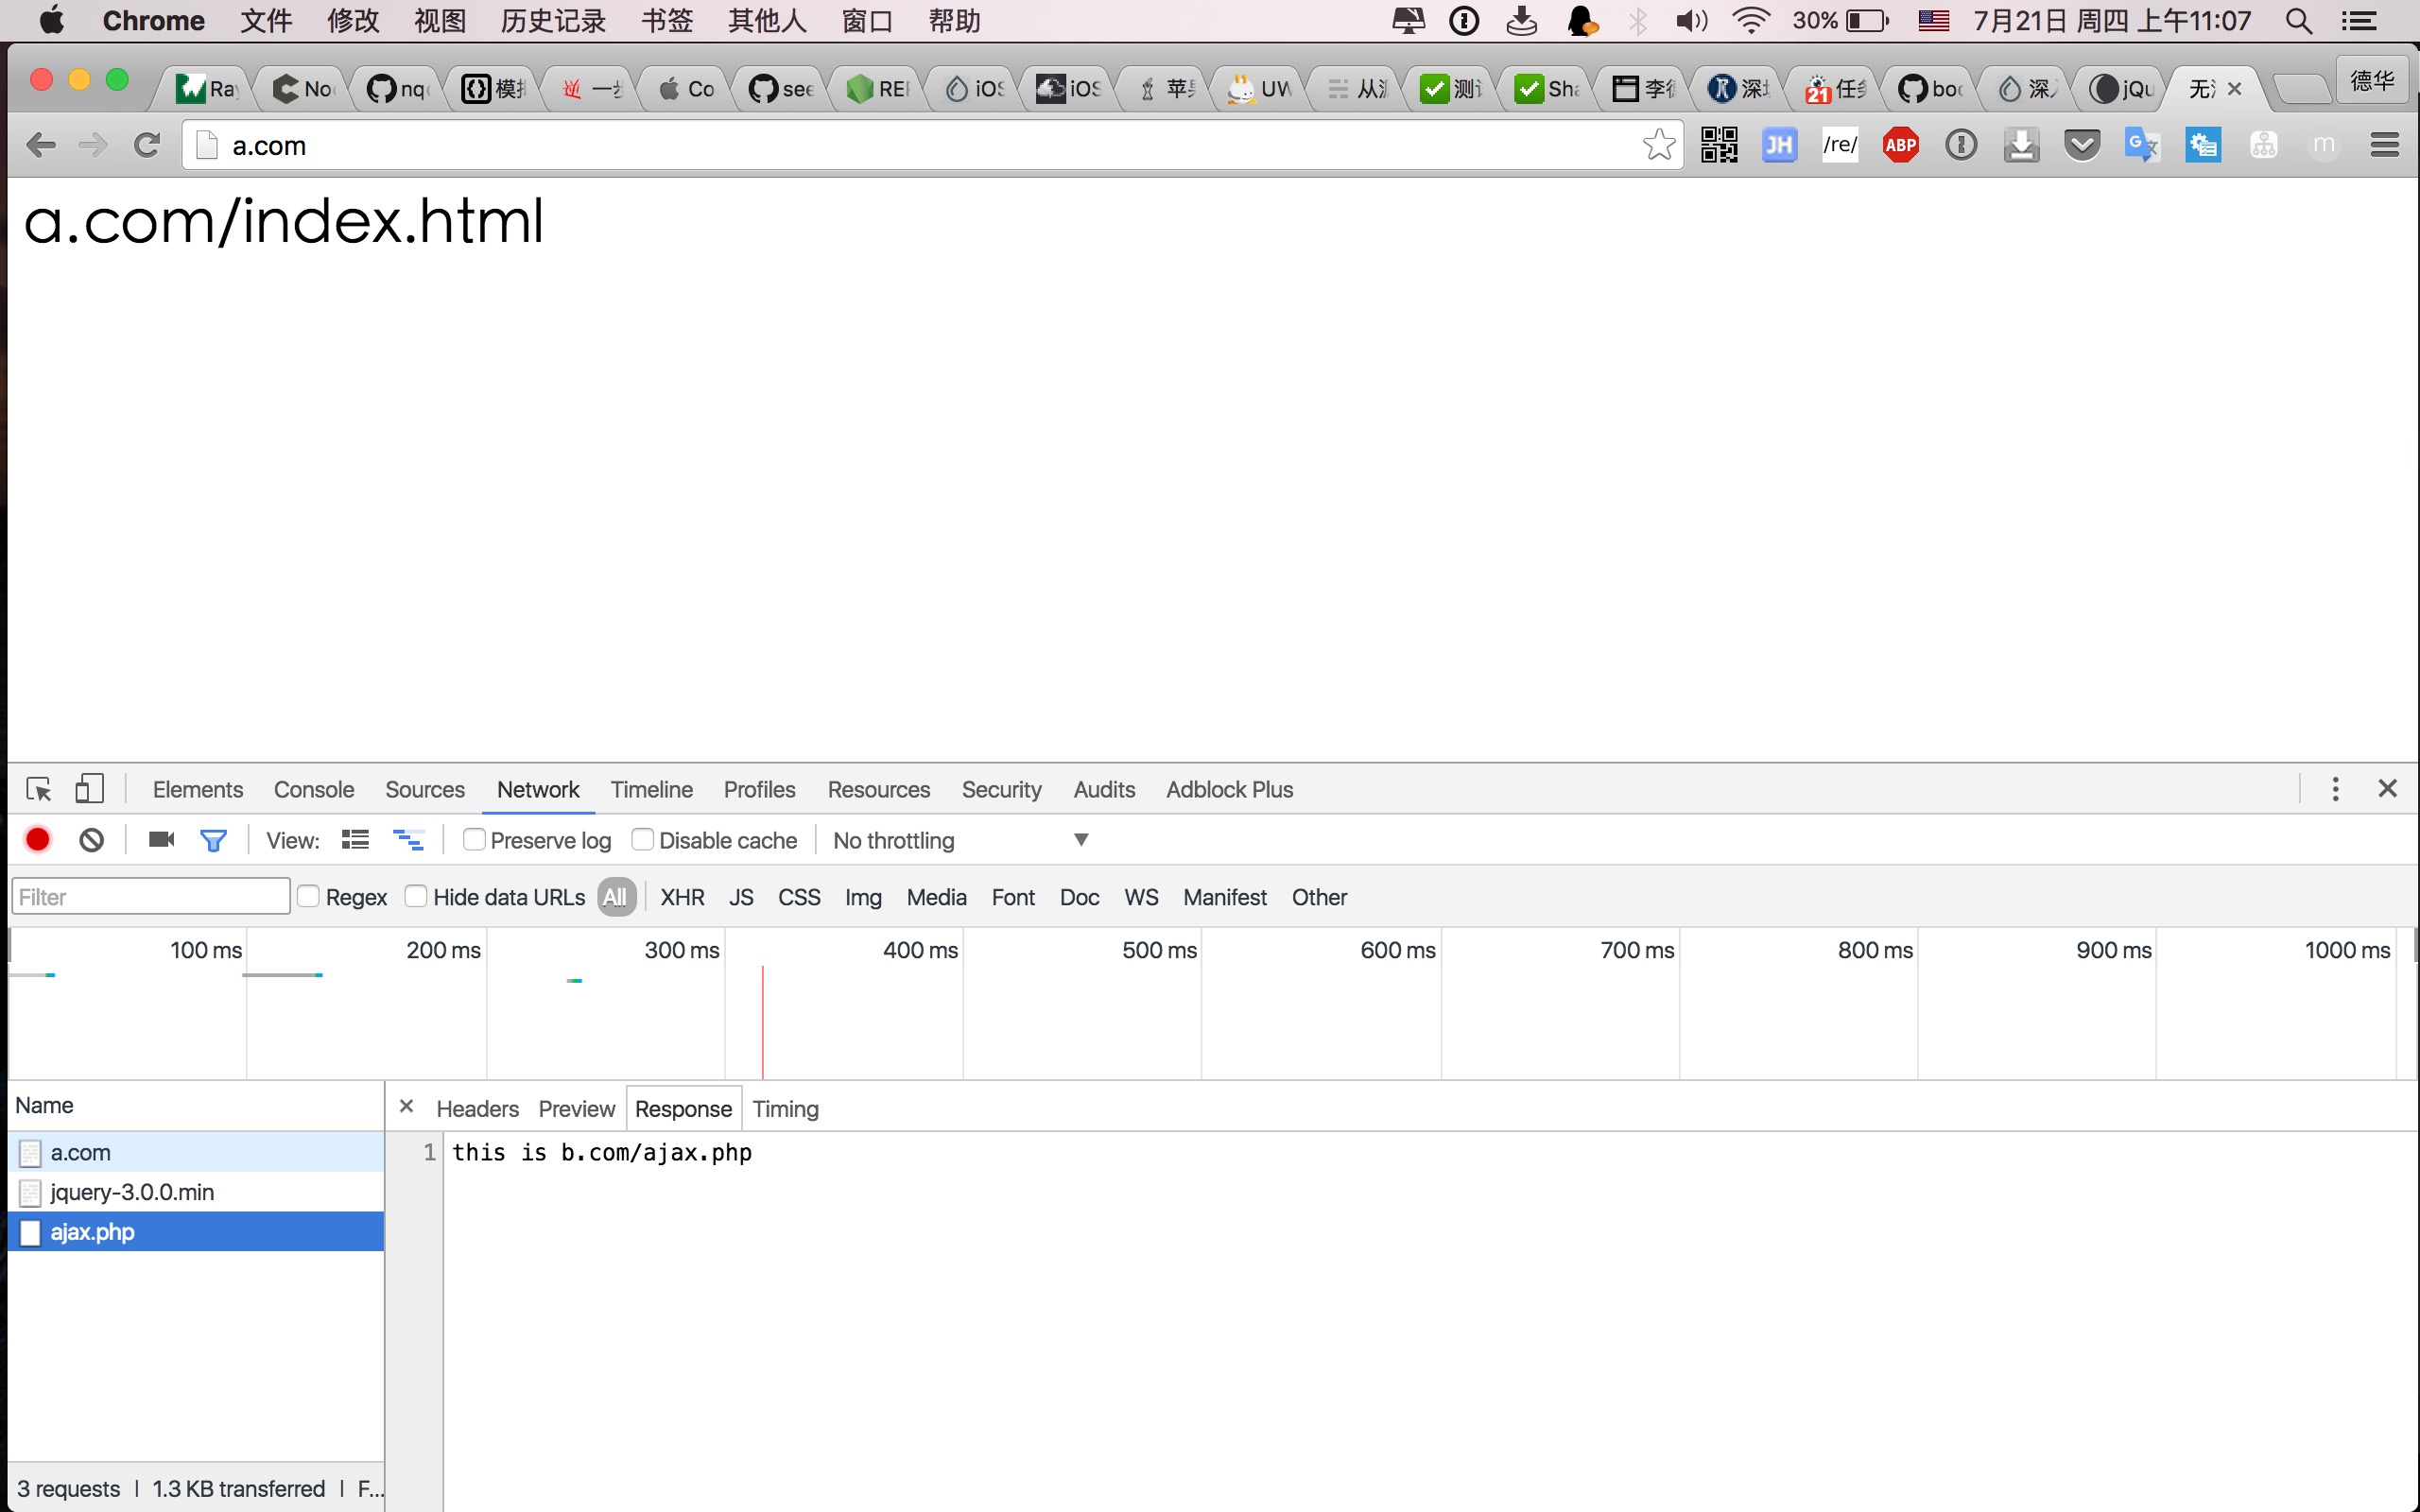 Chrome 文件 修改 视图 历史记录 书签 其他人 窗口 帮助 30% 7月21日 周四 上午11:07
Ra No nq 模 一 Co see REI iOS iOS 苹 UW 从 测 Sha 李 深 21 任 boo 深 jQu 无 德华
a.com JH /re/ ABP m
a.com/index.html
Elements Console Sources Network Timeline Profiles Resources Security Audits Adblock Plus
View: Preserve log Disable cache No throttling
Filter Regex Hide data URLs All XHR JS CSS Img Media Font Doc WS Manifest Other
100 ms 200 ms 300 ms 400 ms 500 ms 600 ms 700 ms 800 ms 900 ms 1000 ms
Name Headers Preview Response Timing
a.com 1 this is b.com/ajax.php
jquery-3.0.0.min
ajax.php
3 requests | 1.3 KB transferred | F...